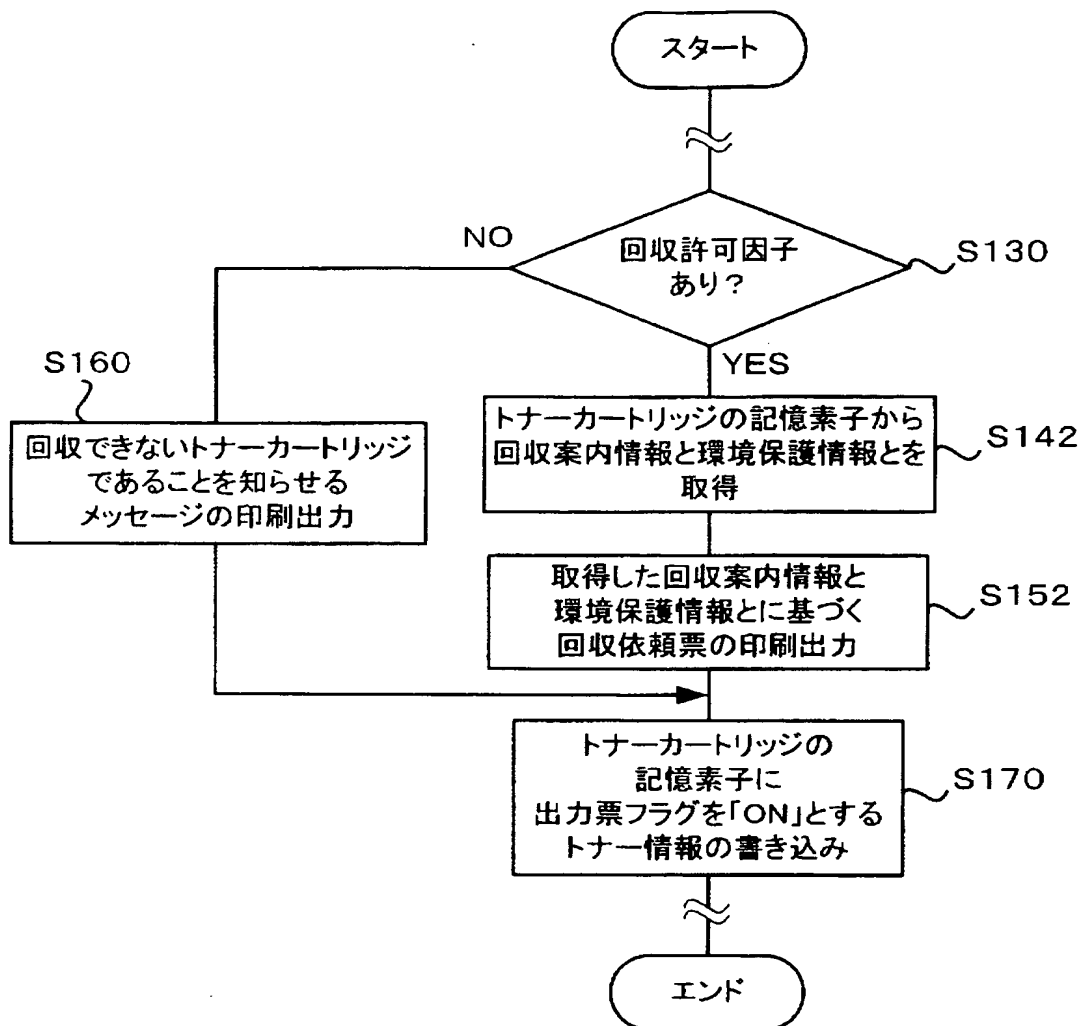 スタート
回収許可因子
あり?
S130
NO
YES
S160
回収できないトナーカートリッジ
であることを知らせる
メッセージの印刷出力
トナーカートリッジの記憶素子から
回収案内情報と環境保護情報とを
取得
S142
取得した回収案内情報と
環境保護情報とに基づく
回収依頼票の印刷出力
S152
トナーカートリッジの
記憶素子に
出力票フラグを「ON」とする
トナー情報の書き込み
S170
エンド